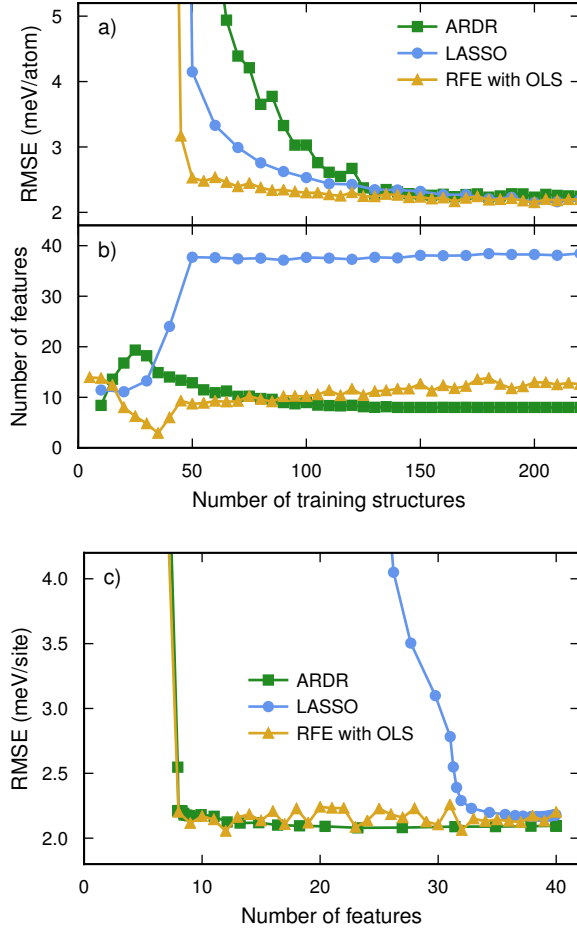 a)
ARDR
LASSO
RFE with OLS
RMSE (meV/atom)
5
4
3
2
b)
Number of features
40
30
20
10
0
0 50 100 150 200
Number of training structures
c)
ARDR
LASSO
RFE with OLS
RMSE (meV/site)
4.0
3.5
3.0
2.5
2.0
0 10 20 30 40
Number of features